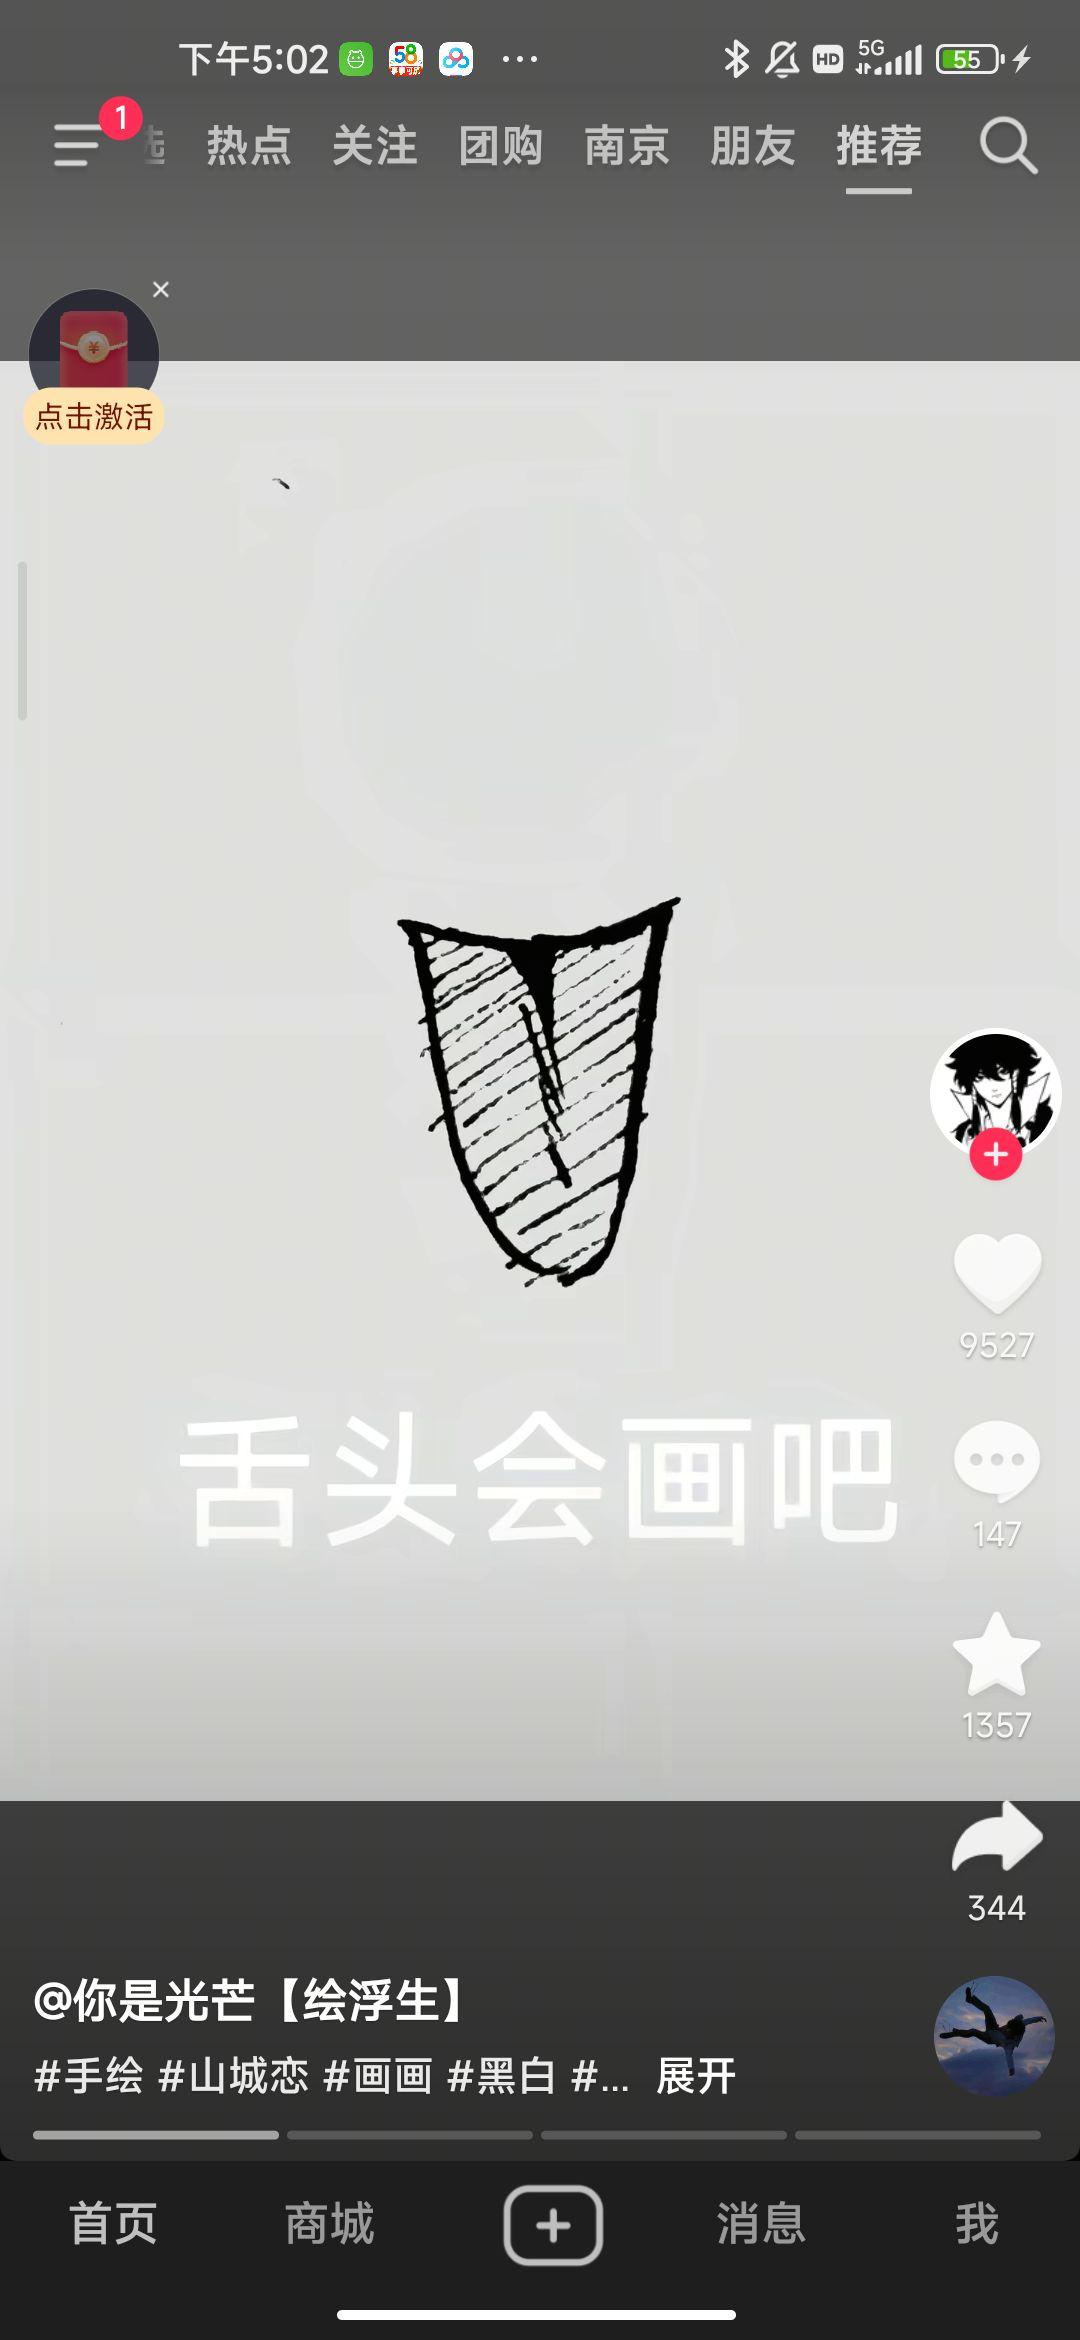 下午5:02
HD 5G 55
1
热点 关注 团购 南京 朋友 推荐
点击激活
舌头会画吧
9527
147
1357
344
@你是光芒【绘浮生】
#手绘 #山城恋 #画画 #黑白 #... 展开
首页 商城 消息 我